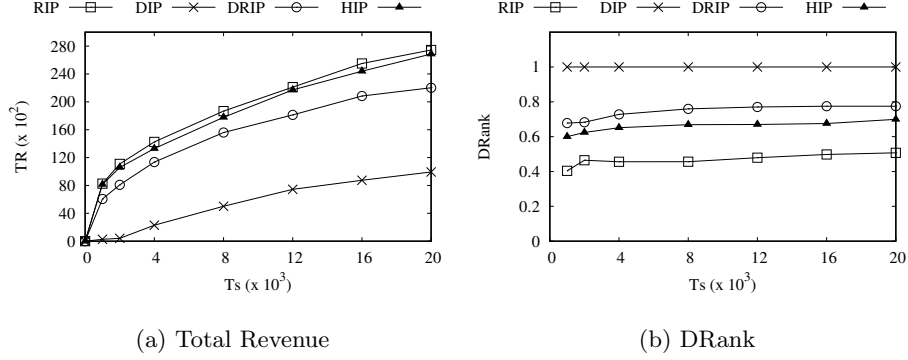 RIP DIP DRIP HIP
280
240
200
160
120
80
40
0
TR (x 10^2)
0 4 8 12 16 20
Ts (x 10^3)
(a) Total Revenue
RIP DIP DRIP HIP
1
0.8
0.6
0.4
0.2
0
DRank
0 4 8 12 16 20
Ts (x 10^3)
(b) DRank